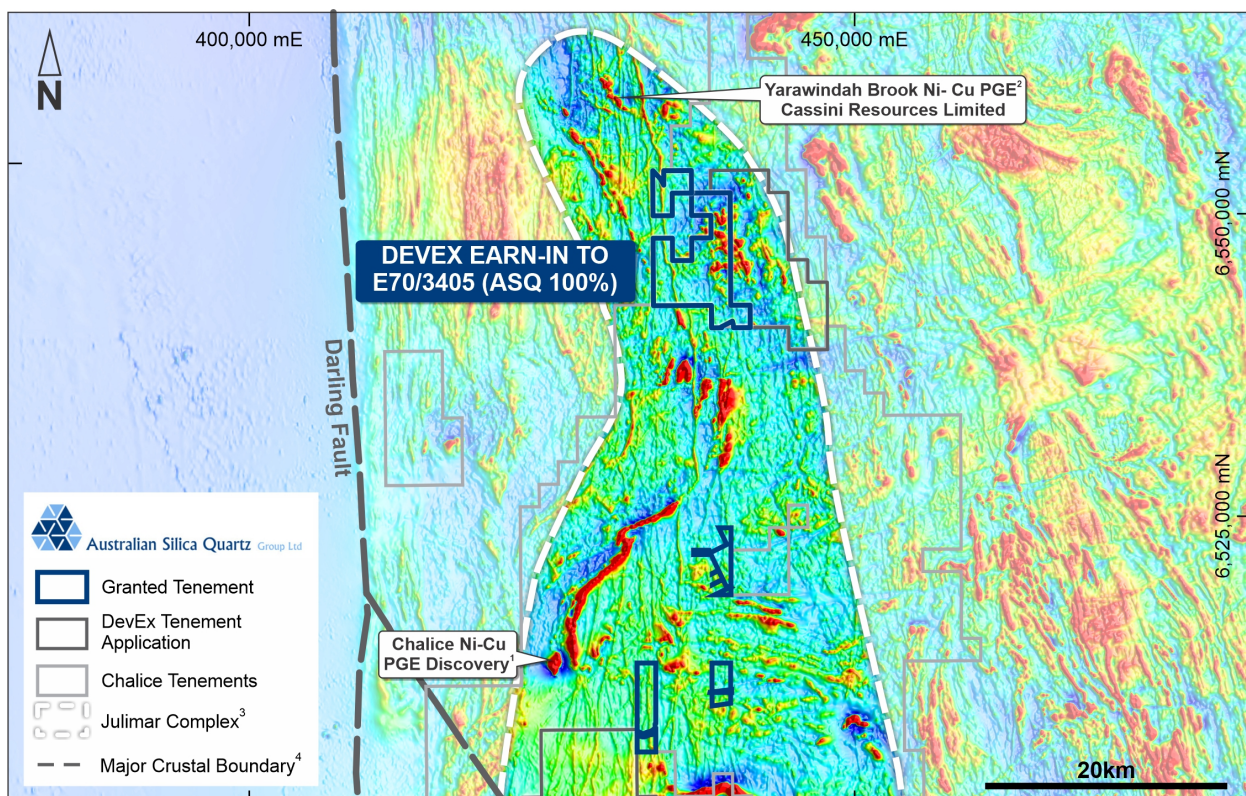 400,000 mE
450,000 mE
N
Yarawindah Brook Ni- Cu PGE2
Cassini Resources Limited
6,550,000 mN
DEVEX EARN-IN TO
E70/3405 (ASQ 100%)
Darling Fault
6,525,000 mN
Australian Silica Quartz Group Ltd
Granted Tenement
DevEx Tenement
Application
Chalice Tenements
Julimar Complex3
Major Crustal Boundary4
Chalice Ni-Cu
PGE Discovery1
20km